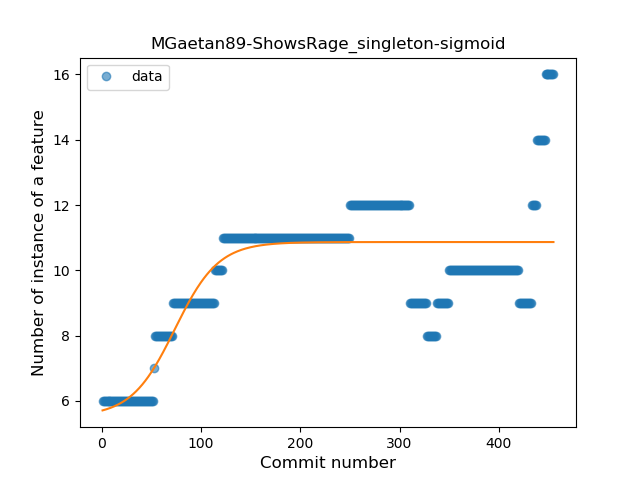 MGaetan89-ShowsRage_singleton-sigmoid
data
Number of instance of a feature
16
14
12
10
8
6
0
100
200
300
400
Commit number